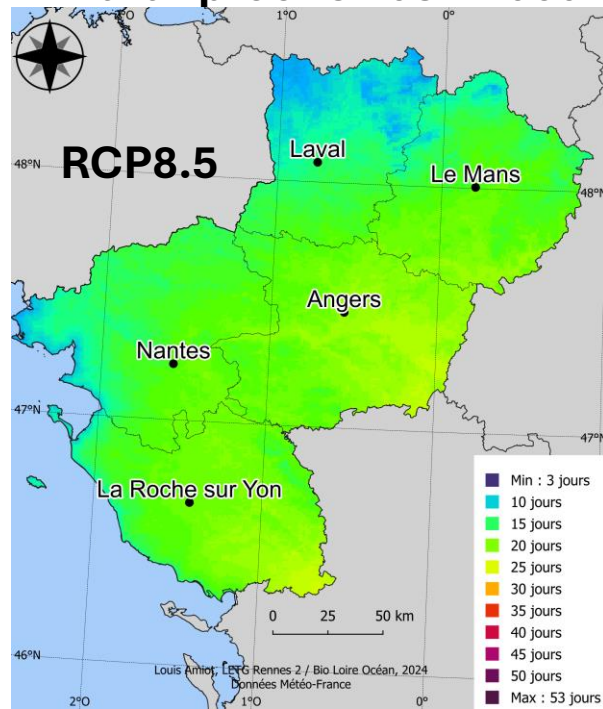 1°0
0°
RCP8.5
Laval
48°N
Le Mans
48°N
Angers
Nantes
47°N
47°N
La Roche sur Yon
Min : 3 jours
10 jours
15 jours
20 jours
25 jours
30 jours
35 jours
40 jours
45 jours
50 jours
Max : 53 jours
0 25 50 km
46°N
Louis Amiot, LETG Rennes 2 / Bio Loire Océan, 2024
Données Météo-France
2°0
1°0
0°